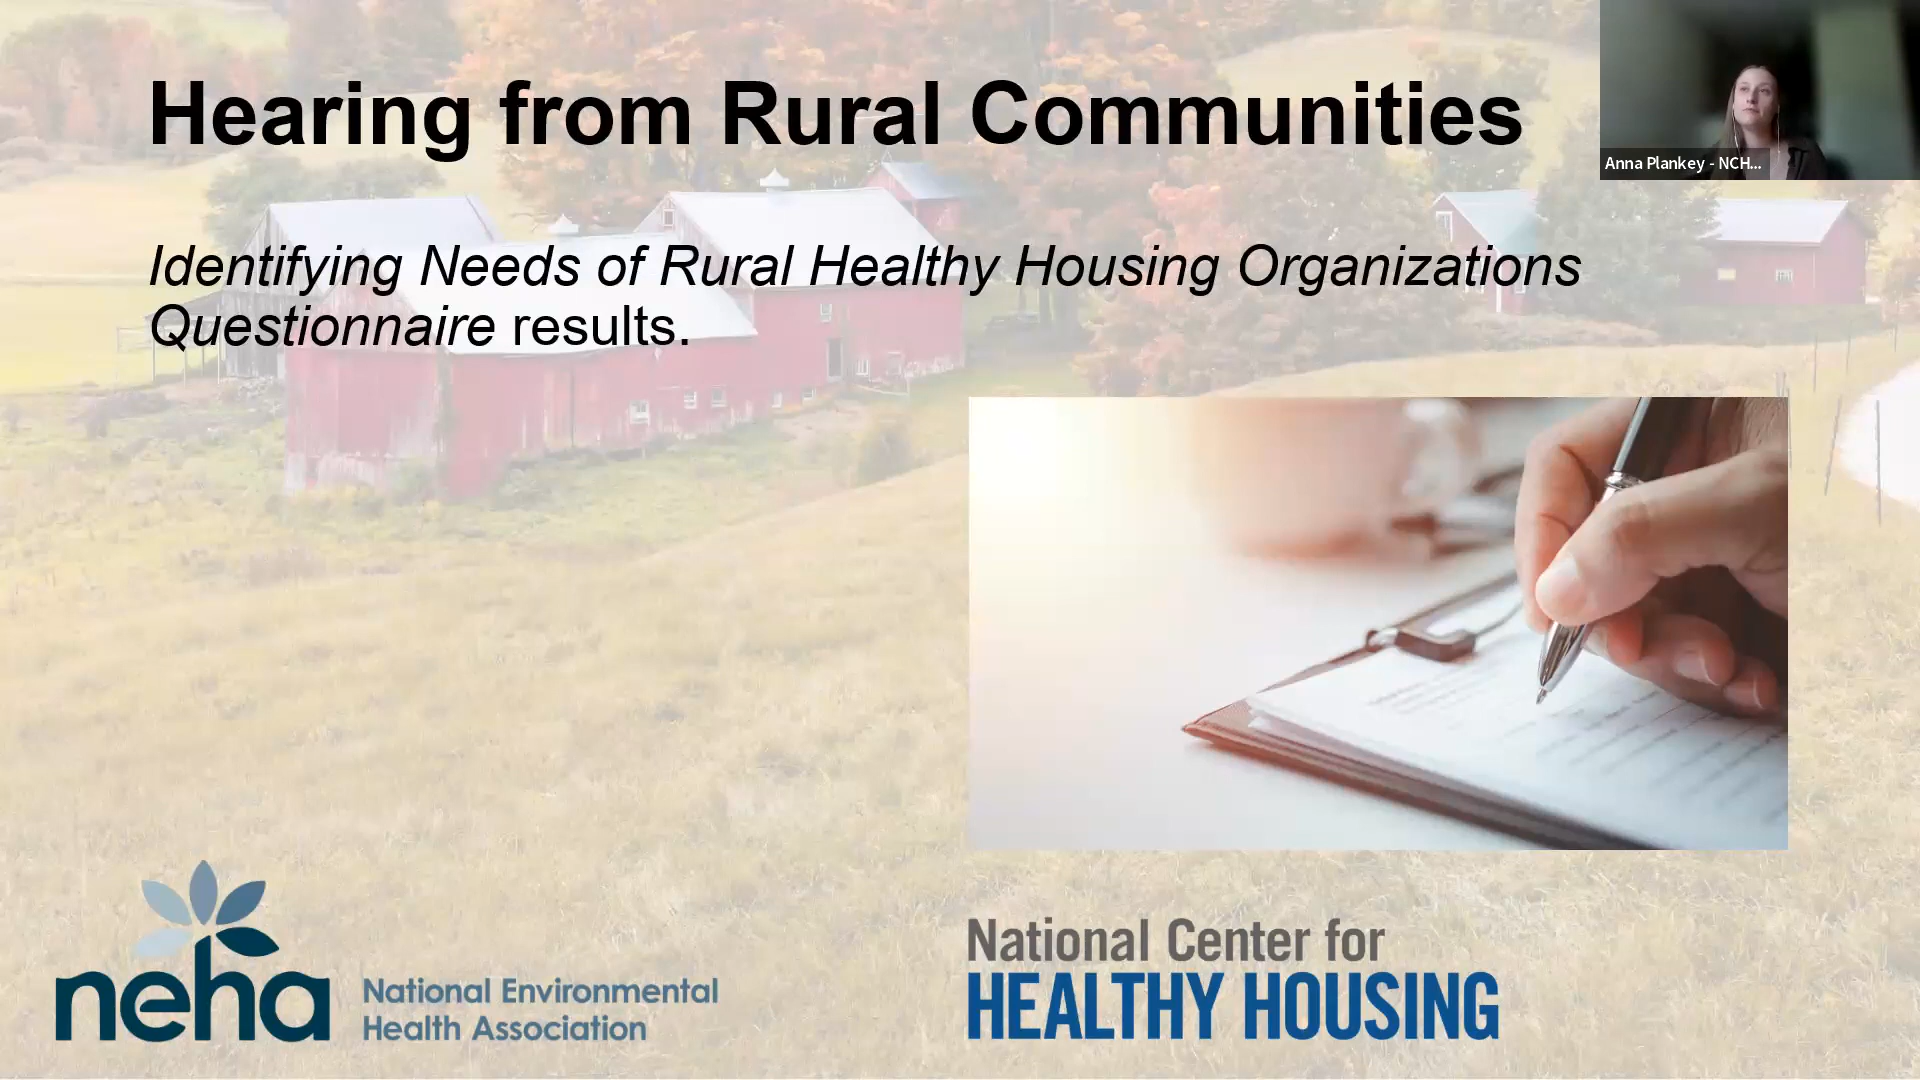 Hearing from Rural Communities
Anna Plankey - NCH...
Identifying Needs of Rural Healthy Housing Organizations
Questionnaire results.
neha
National Environmental
Health Association
National Center for
HEALTHY HOUSING